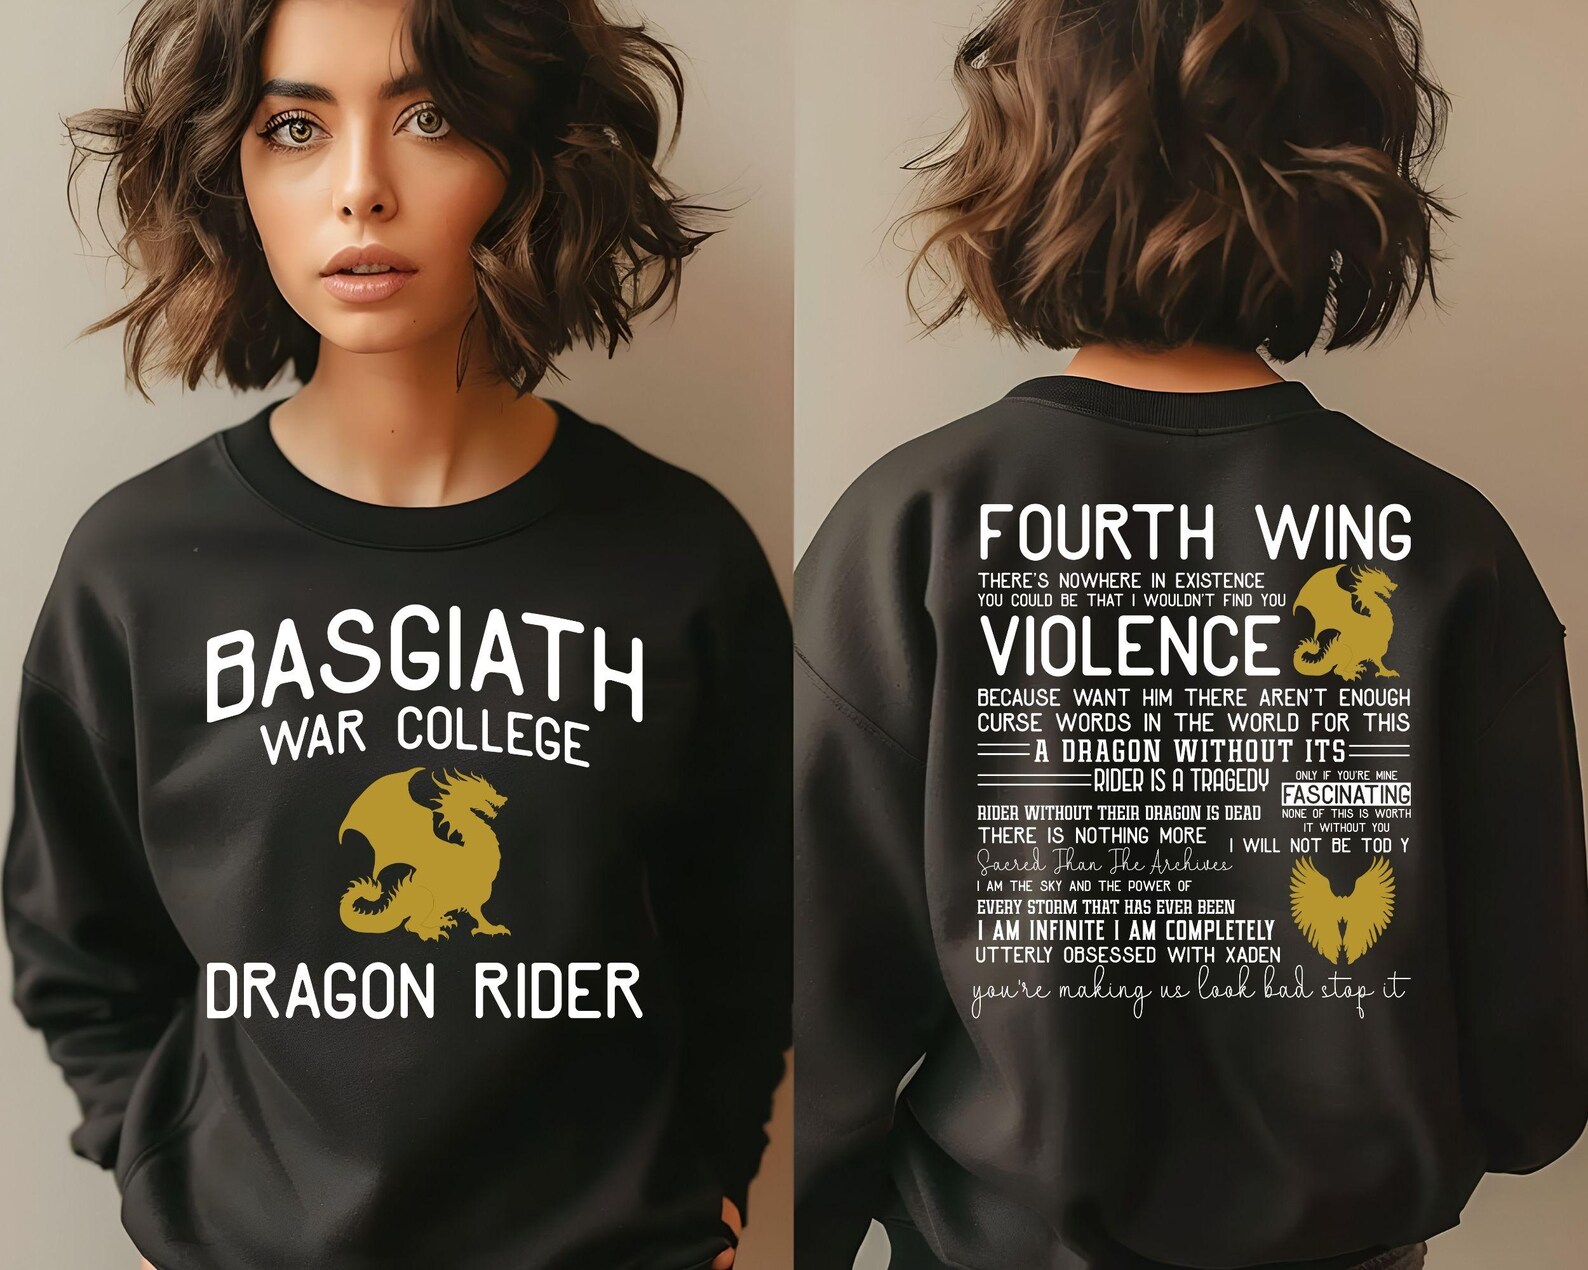 BASGIATH
WAR COLLEGE
DRAGON RIDER
FOURTH WING
THERE'S NOWHERE IN EXISTENCE
YOU COULD BE THAT I WOULDN'T FIND YOU
VIOLENCE
BECAUSE WANT HIM THERE AREN'T ENOUGH
CURSE WORDS IN THE WORLD FOR THIS
A DRAGON WITHOUT ITS
RIDER IS A TRAGEDY
ONLY IF YOU'RE MINE
FASCINATING
NONE OF THIS IS WORTH
IT WITHOUT YOU
RIDER WITHOUT THEIR DRAGON IS DEAD
THERE IS NOTHING MORE
I WILL NOT BE TOD Y
Sacred Than The Archives
I AM THE SKY AND THE POWER OF
EVERY STORM THAT HAS EVER BEEN
I AM INFINITE I AM COMPLETELY
UTTERLY OBSESSED WITH XADEN
you're making us look bad stop it